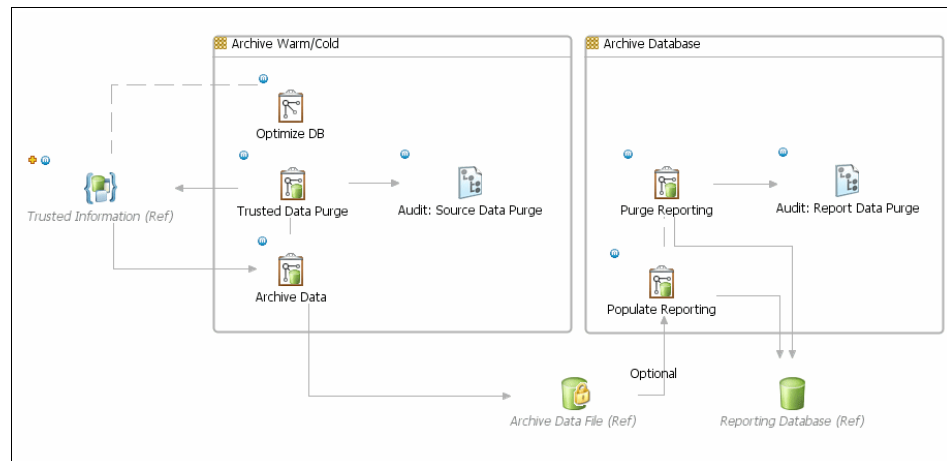 Archive Warm/Cold
Archive Database
Optimize DB
Trusted Information (Ref)
Trusted Data Purge
Audit: Source Data Purge
Purge Reporting
Audit: Report Data Purge
Archive Data
Populate Reporting
Optional
Archive Data File (Ref)
Reporting Database (Ref)